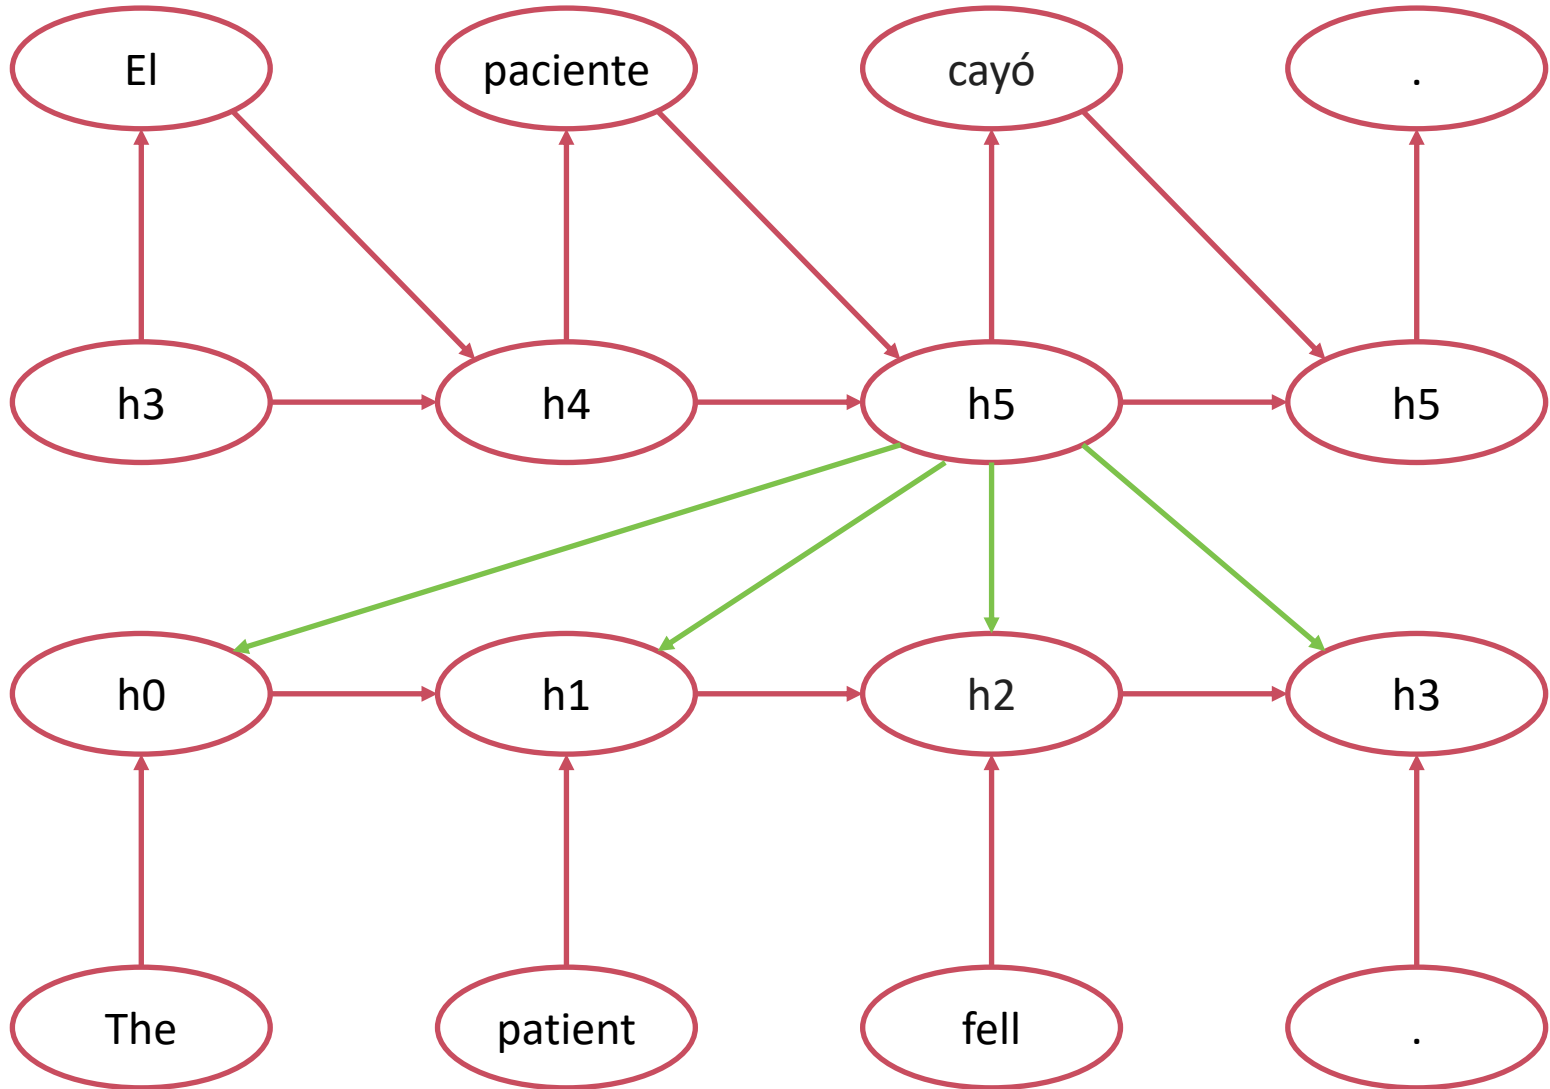 El paciente cayó .
h3 h4 h5 h5
h0 h1 h2 h3
The patient fell .